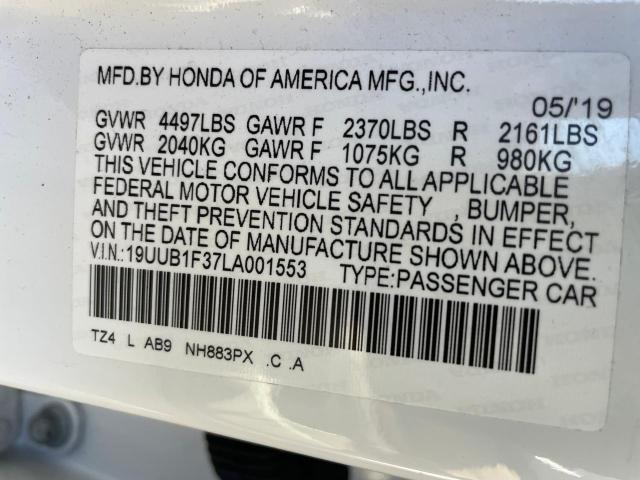 MFD.BY HONDA OF AMERICA MFG.,INC.
05/'19
GVWR 4497LBS GAWR F 2370LBS R 2161LBS
GVWR 2040KG GAWR F 1075KG R 980KG
THIS VEHICLE CONFORMS TO ALL APPLICABLE
FEDERAL MOTOR VEHICLE SAFETY , BUMPER,
AND THEFT PREVENTION STANDARDS IN EFFECT
ON THE DATE OF MANUFACTURE SHOWN ABOVE.
V.I.N.:19UUB1F37LA001553 TYPE:PASSENGER CAR
TZ4 L AB9 NH883PX .C .A